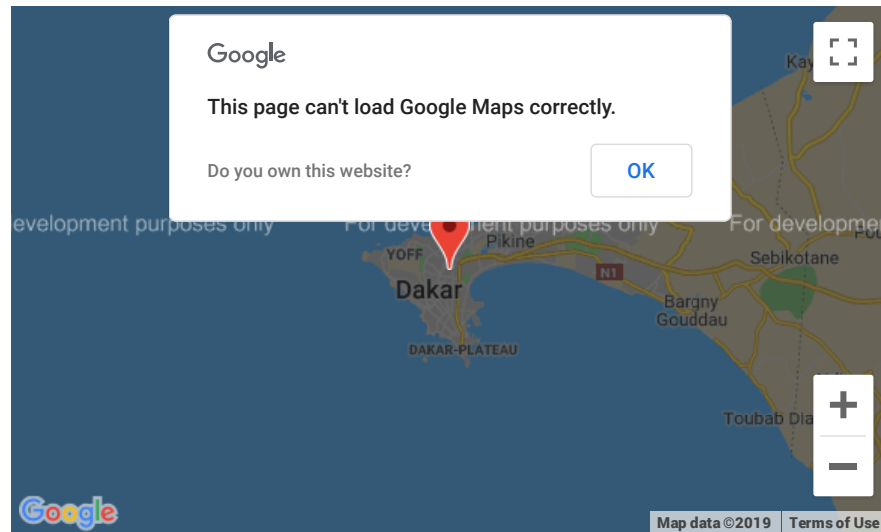 Google
This page can't load Google Maps correctly.
Do you own this website?
OK
Kay
evelopment purposes only
For development purposes only
For developme
YOFF
Pikine
Sebikotane
N1
Dakar
Bargny
Gouddau
DAKAR-PLATEAU
Toubab Dia
Google
Map data ©2019
Terms of Use